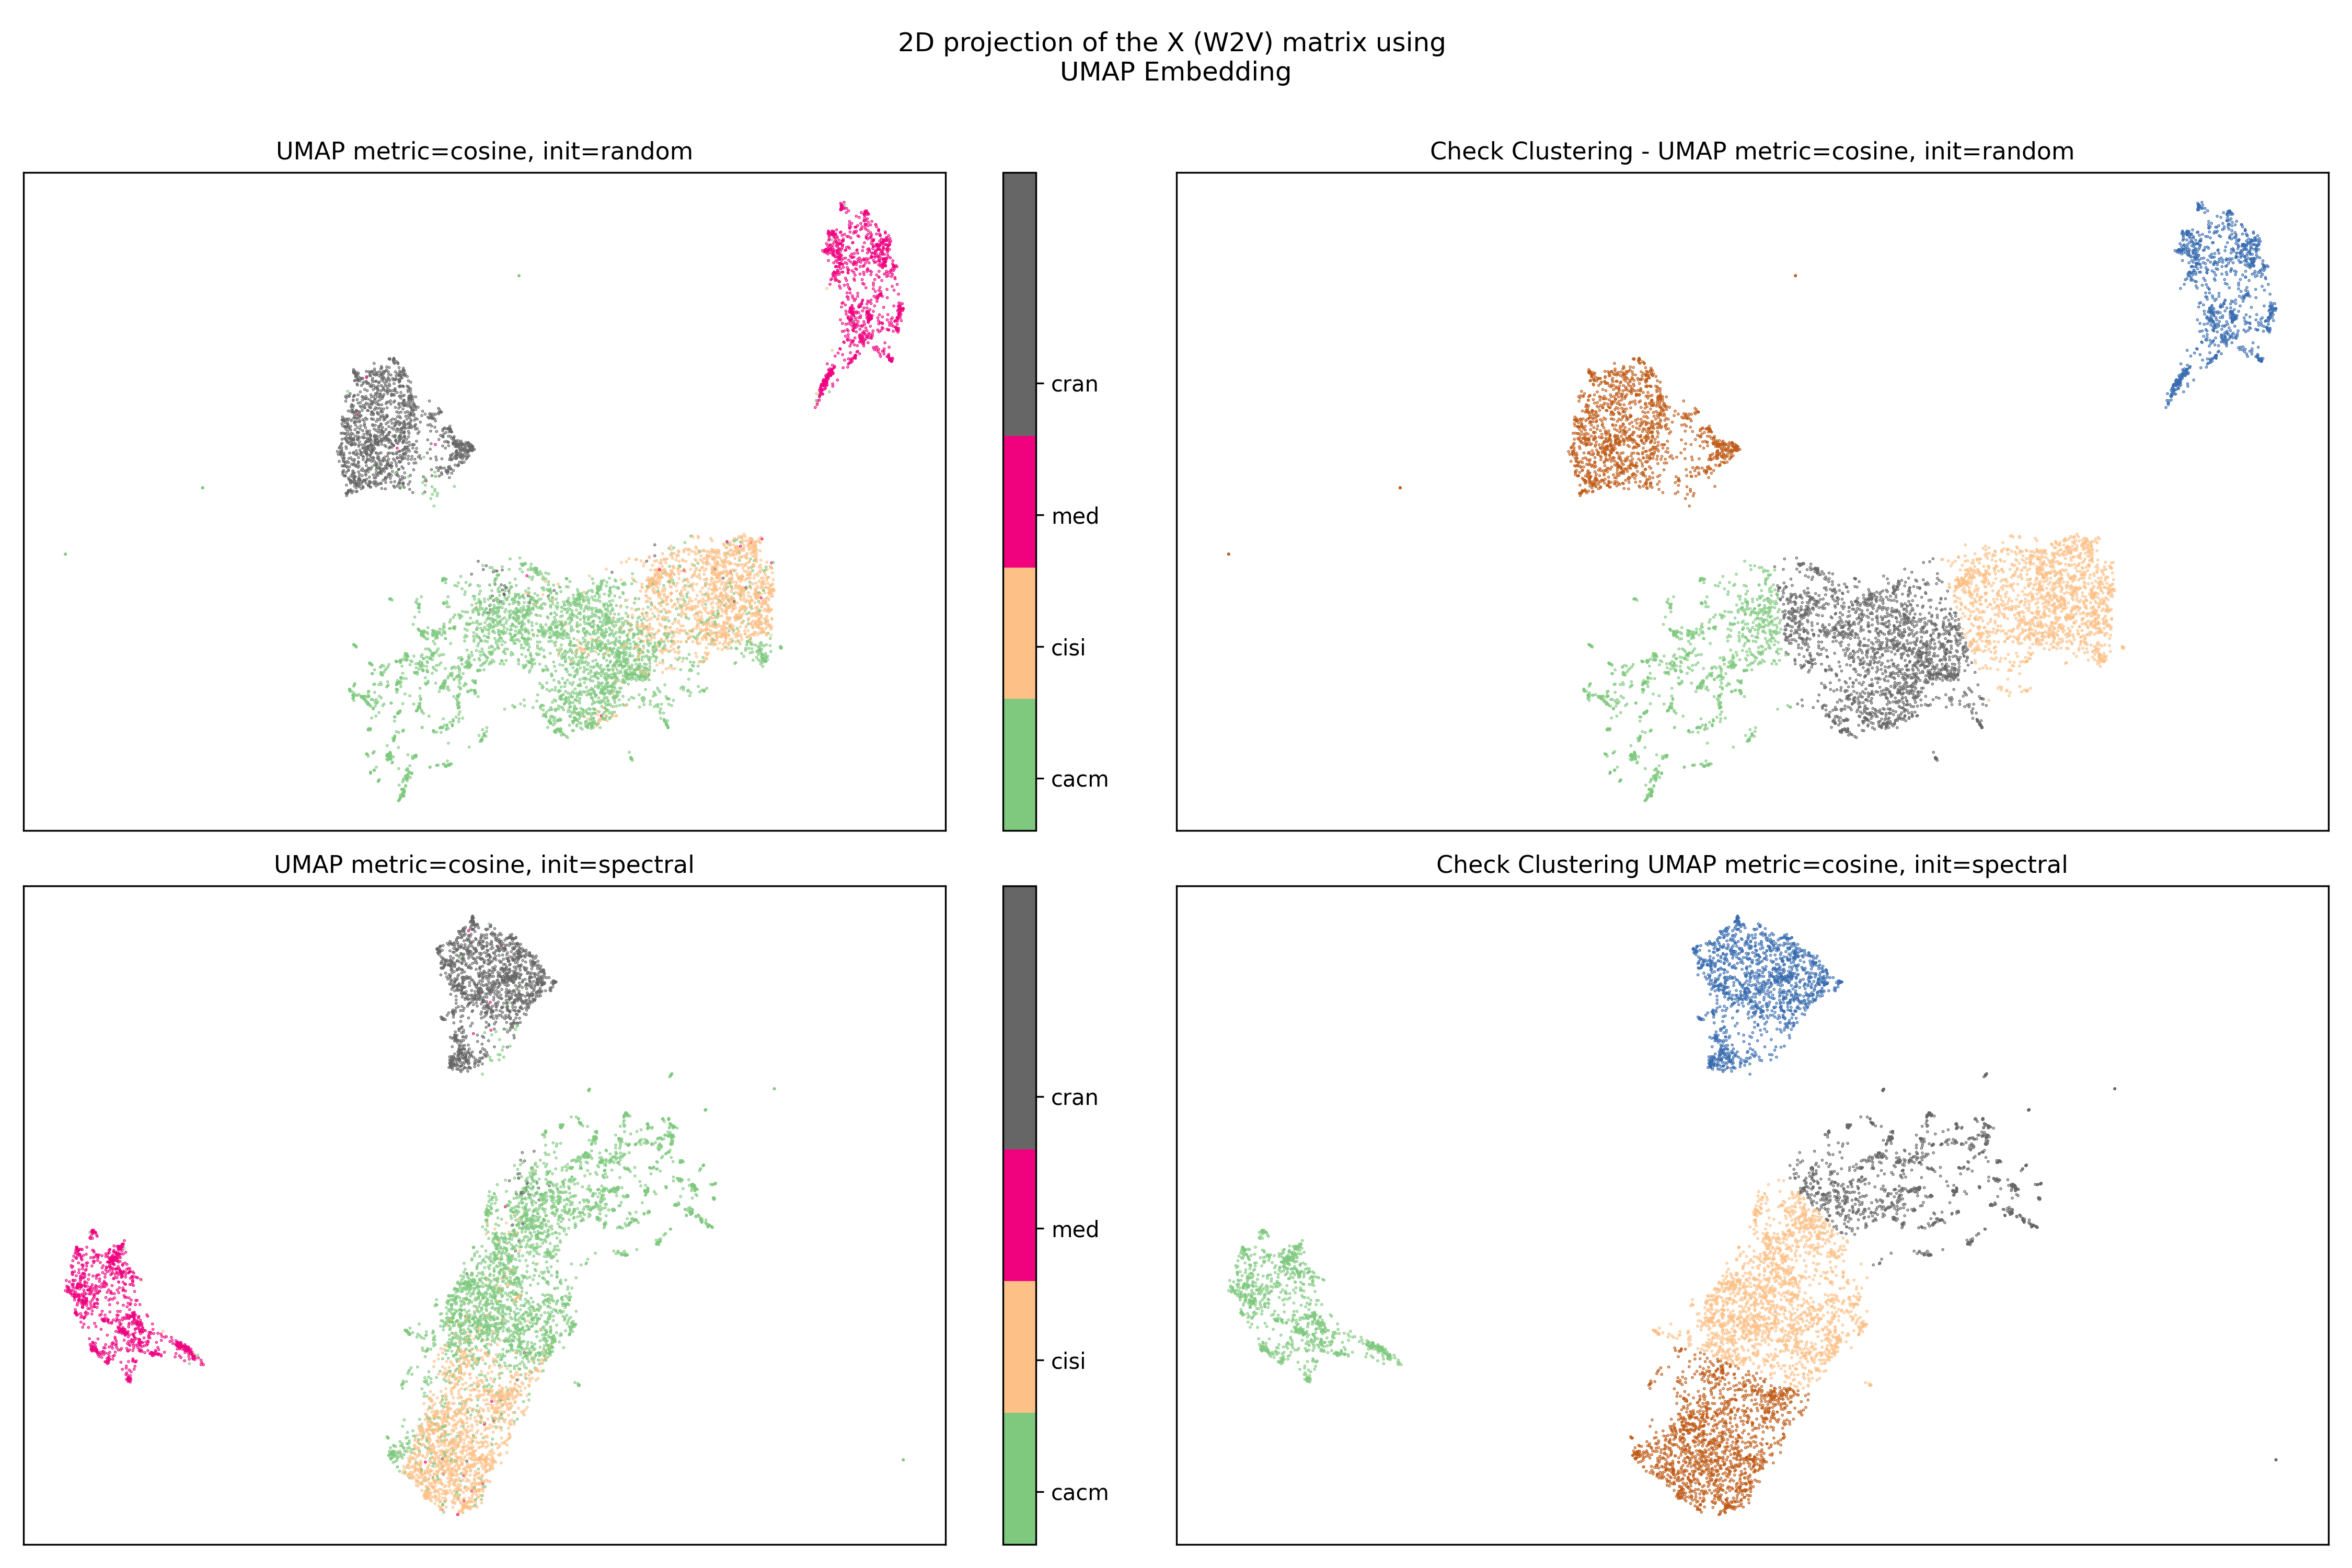 2D projection of the X (W2V) matrix using
UMAP Embedding
UMAP metric=cosine, init=random
Check Clustering - UMAP metric=cosine, init=random
cran
med
cisi
cacm
UMAP metric=cosine, init=spectral
Check Clustering UMAP metric=cosine, init=spectral
cran
med
cisi
cacm